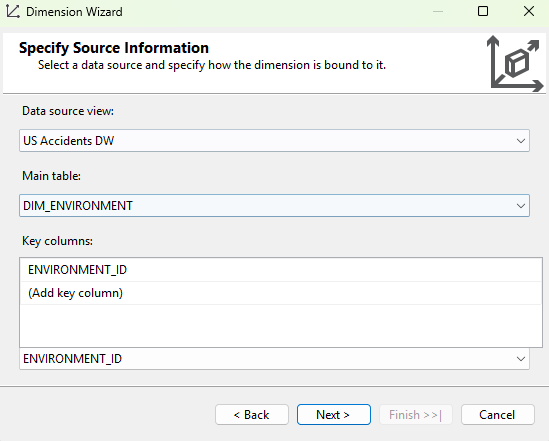 Dimension Wizard
Specify Source Information
Select a data source and specify how the dimension is bound to it.
Data source view:
US Accidents DW
Main table:
DIM_ENVIRONMENT
Key columns:
ENVIRONMENT_ID
(Add key column)
ENVIRONMENT_ID
< Back
Next >
Finish >>|
Cancel